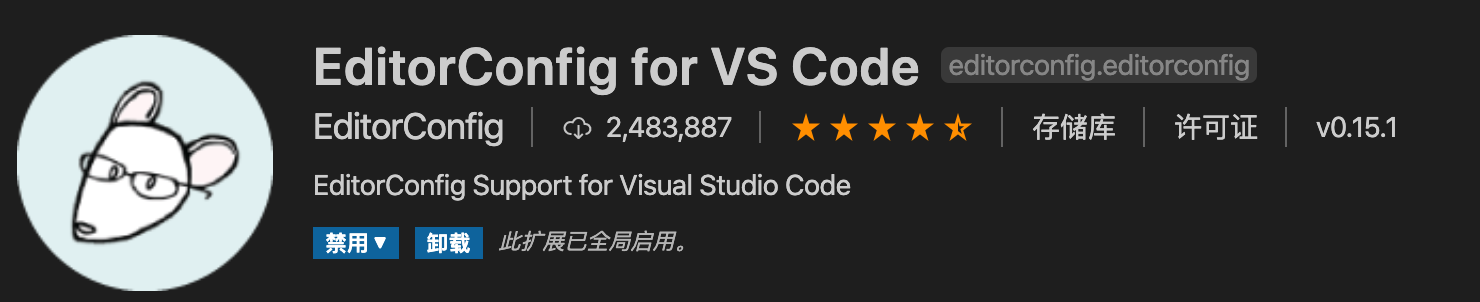 EditorConfig for VS Code editorconfig.editorconfig
EditorConfig 2,483,887 存储库 许可证 v0.15.1
EditorConfig Support for Visual Studio Code
禁用 卸载 此扩展已全局启用。